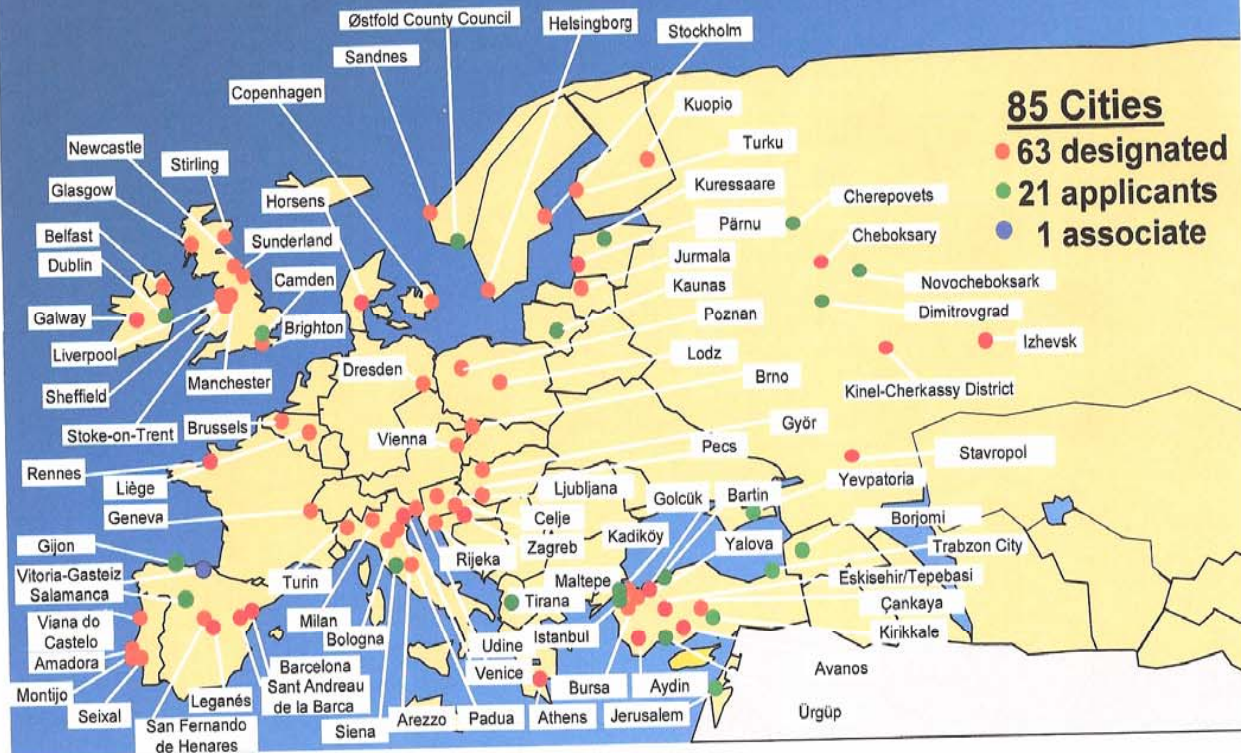 Østfold County Council
Helsingborg
Stockholm
Sandnes
Copenhagen
Kuopio
85 Cities
63 designated
21 applicants
1 associate
Newcastle
Stirling
Turku
Glasgow
Horsens
Kuressaare
Cherepovets
Belfast
Sunderland
Pärnu
Cheboksary
Dublin
Camden
Jurmala
Novocheboksark
Kaunas
Galway
Brighton
Poznan
Dimitrovgrad
Liverpool
Izhevsk
Manchester
Dresden
Lodz
Sheffield
Brno
Kinel-Cherkassy District
Stoke-on-Trent
Brussels
Vienna
Györ
Pecs
Stavropol
Rennes
Liège
Ljubljana
Golcük
Bartin
Yevpatoria
Geneva
Celje
Borjomi
Zagreb
Kadiköy
Gijon
Rijeka
Yalova
Trabzon City
Vitoria-Gasteiz
Turin
Maltepe
Eskisehir/Tepebasi
Salamanca
Tirana
Çankaya
Viana do
Castelo
Milan
Bologna
Istanbul
Kirikkale
Udine
Amadora
Barcelona
Venice
Avanos
Montijo
Leganés
Sant Andreau
de la Barca
Bursa
Aydin
Seixal
San Fernando
de Henares
Siena
Arezzo
Padua
Athens
Jerusalem
Ürgüp